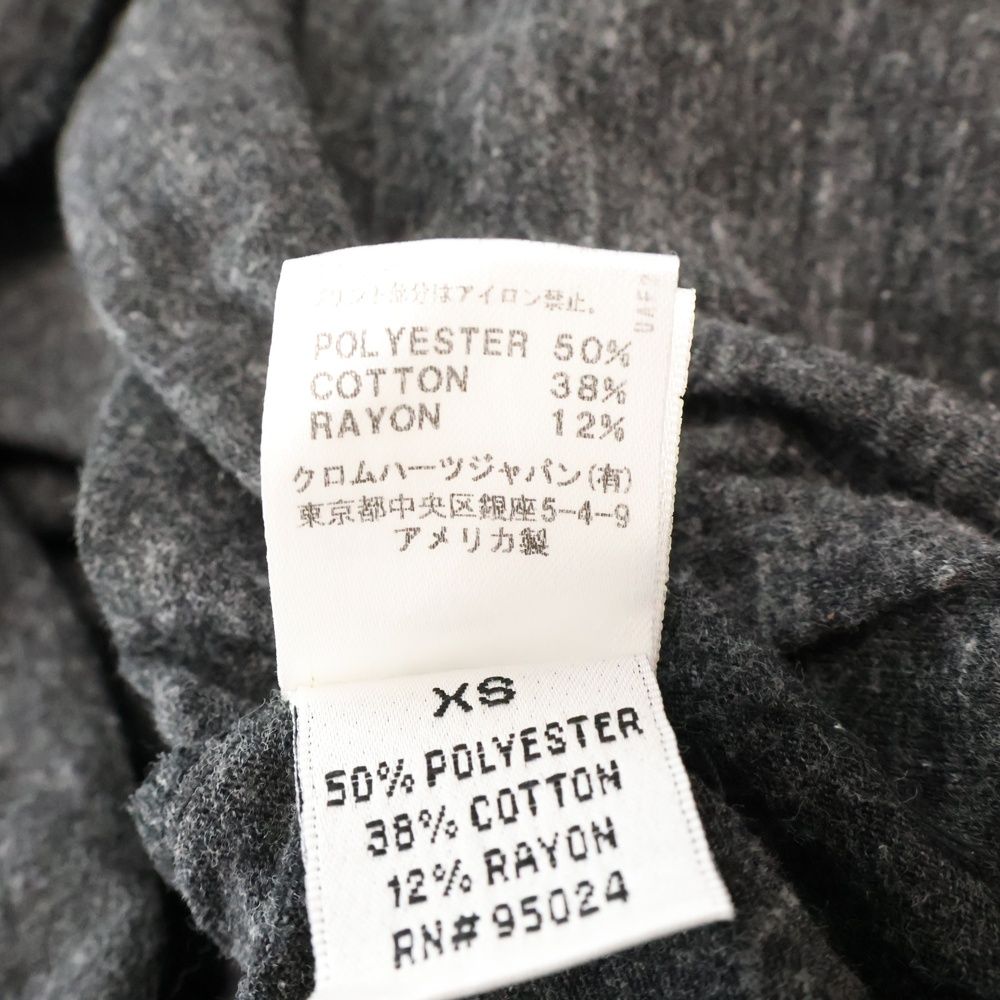 プリント部分はアイロン禁止。
POLYESTER 50%
COTTON 38%
RAYON 12%
クロムハーツジャパン(有)
東京都中央区銀座5-4-9
アメリカ製
XS
50% POLYESTER
38% COTTON
12% RAYON
RN# 95024